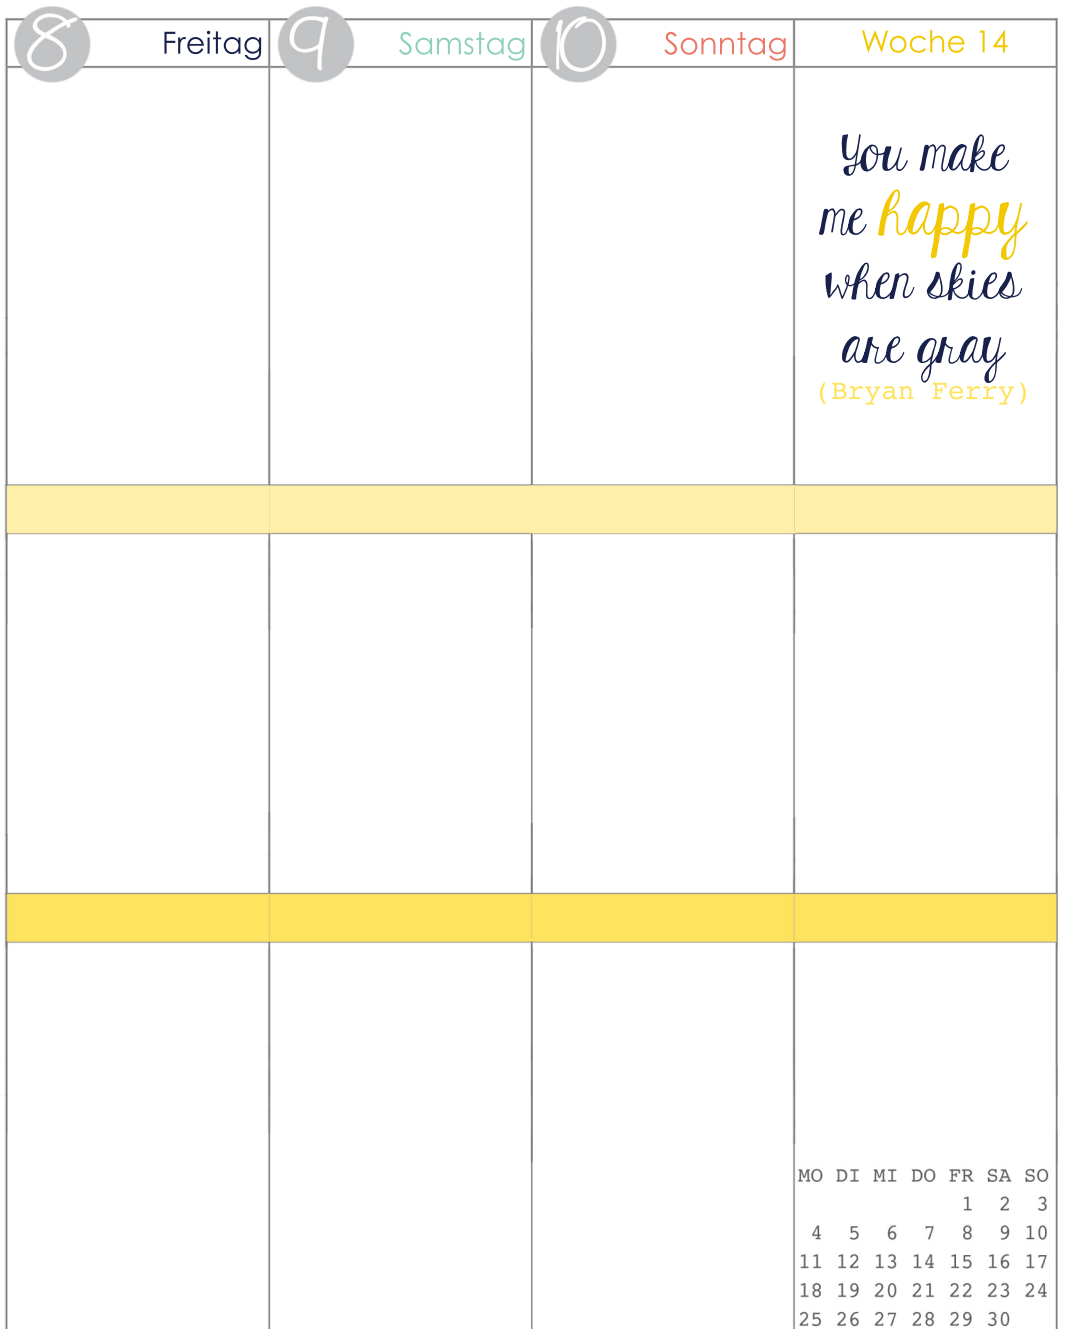 8 Freitag 9 Samstag 10 Sonntag Woche 14
You make
me happy
when skies
are gray
(Bryan Ferry)
MO DI MI DO FR SA SO
1 2 3
4 5 6 7 8 9 10
11 12 13 14 15 16 17
18 19 20 21 22 23 24
25 26 27 28 29 30